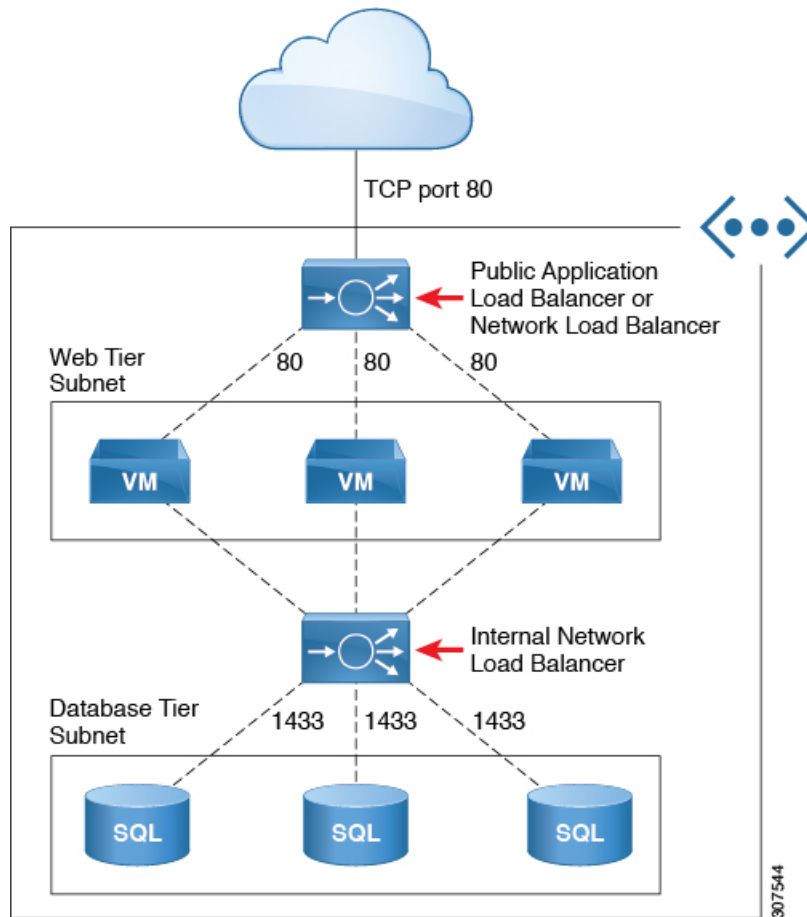 TCP port 80
Public Application
Load Balancer or
Network Load Balancer
Web Tier
Subnet
80
80
80
VM
VM
VM
Internal Network
Load Balancer
Database Tier
Subnet
1433
1433
1433
SQL
SQL
SQL
307544